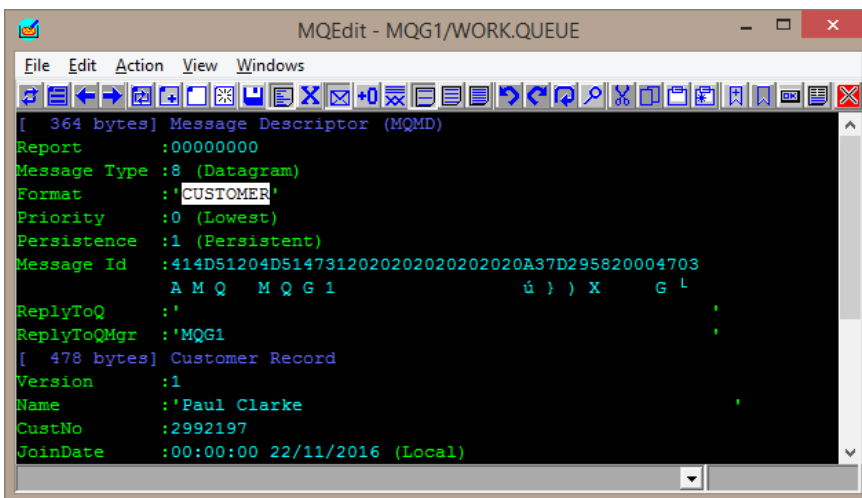 MQEdit - MQG1/WORK.QUEUE
File Edit Action View Windows
[ 364 bytes] Message Descriptor (MQMD)
Report :00000000
Message Type :8 (Datagram)
Format :'CUSTOMER'
Priority :0 (Lowest)
Persistence :1 (Persistent)
Message Id :414D51204D5147312020202020202020A37D295820004703
A M Q M Q G 1 ú } ) X G └
ReplyToQ :' '
ReplyToQMgr :'MQG1 '
[ 478 bytes] Customer Record
Version :1
Name :'Paul Clarke '
CustNo :2992197
JoinDate :00:00:00 22/11/2016 (Local)